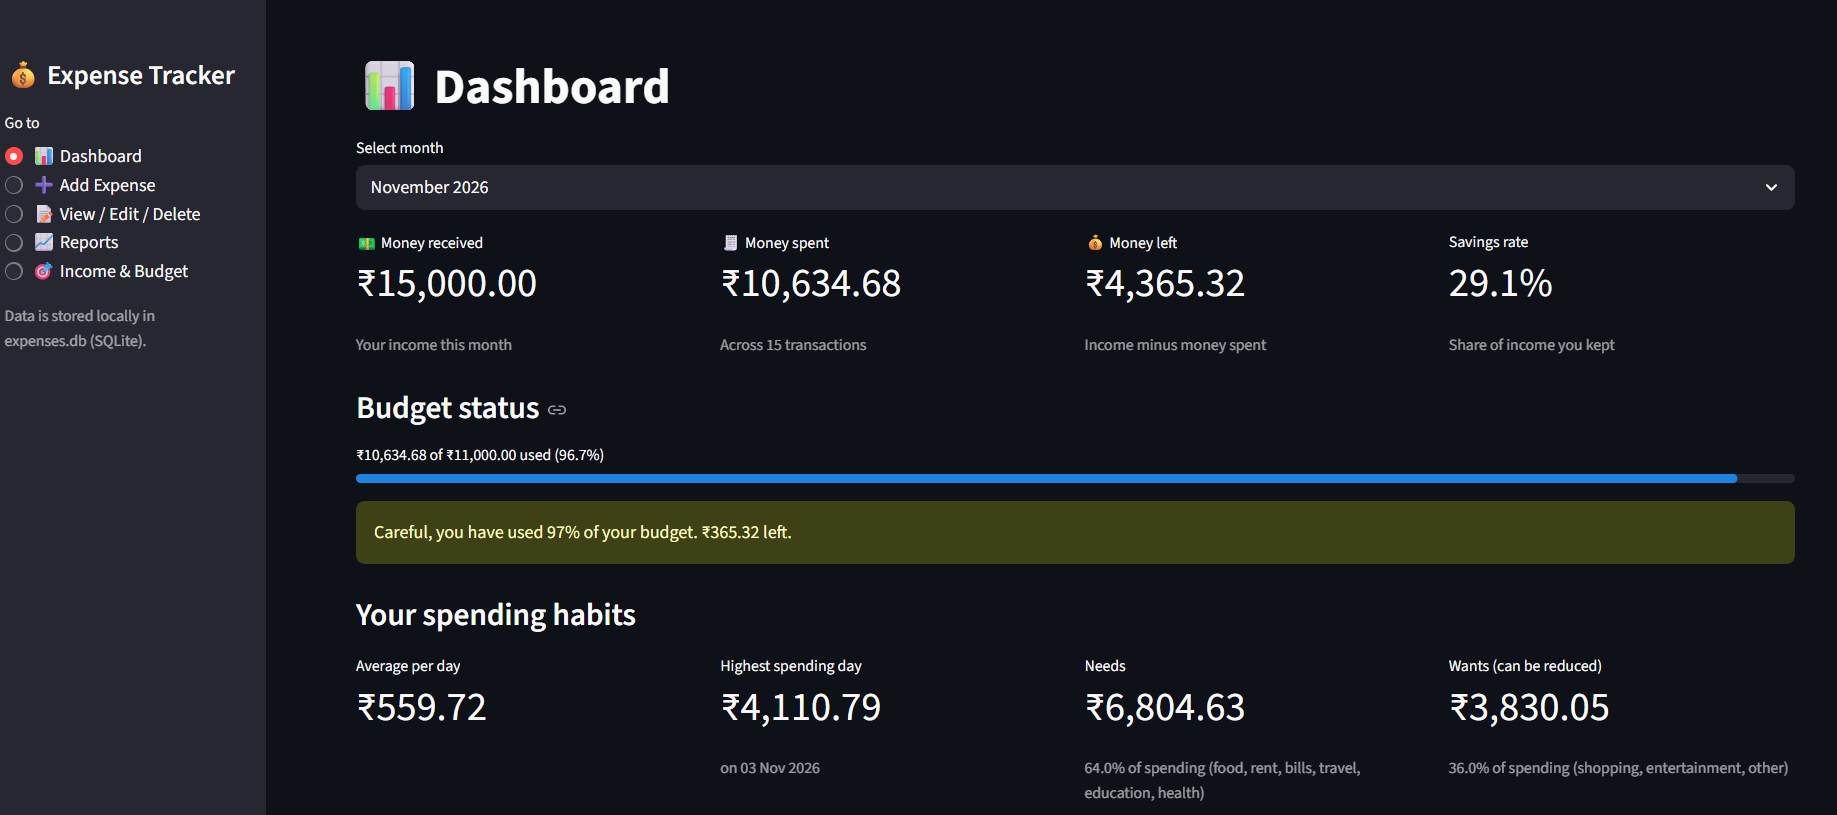 Expense Tracker
Go to
Dashboard
Add Expense
View / Edit / Delete
Reports
Income & Budget
Data is stored locally in
expenses.db (SQLite).
Dashboard
Select month
November 2026
Money received
₹15,000.00
Your income this month
Money spent
₹10,634.68
Across 15 transactions
Money left
₹4,365.32
Income minus money spent
Savings rate
29.1%
Share of income you kept
Budget status
₹10,634.68 of ₹11,000.00 used (96.7%)
Careful, you have used 97% of your budget. ₹365.32 left.
Your spending habits
Average per day
₹559.72
Highest spending day
₹4,110.79
on 03 Nov 2026
Needs
₹6,804.63
64.0% of spending (food, rent, bills, travel,
education, health)
Wants (can be reduced)
₹3,830.05
36.0% of spending (shopping, entertainment, other)